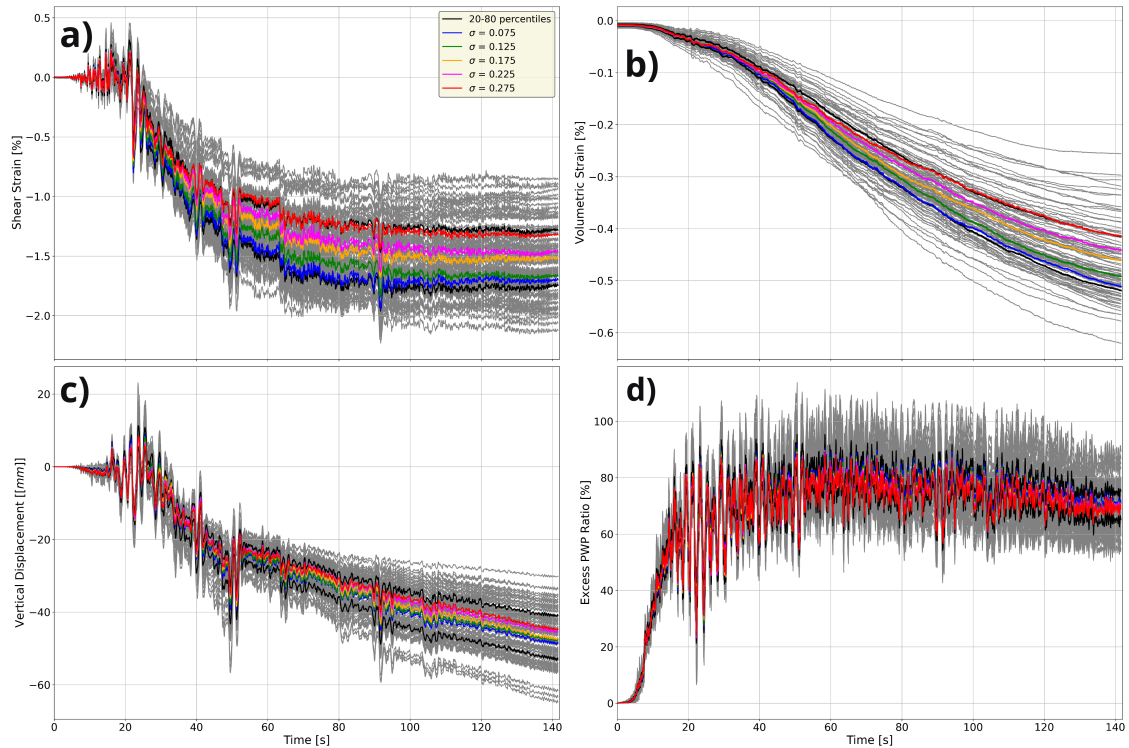 a)
20-80 percentiles
σ = 0.075
σ = 0.125
σ = 0.175
σ = 0.225
σ = 0.275
0.5
0.0
−0.5
−1.0
−1.5
−2.0
Shear Strain [%]
b)
0.0
−0.1
−0.2
−0.3
−0.4
−0.5
−0.6
Volumetric Strain [%]
c)
20
0
−20
−40
−60
Vertical Displacement [[mm]]
0 20 40 60 80 100 120 140
Time [s]
d)
100
80
60
40
20
0
Excess PWP Ratio [%]
0 20 40 60 80 100 120 140
Time [s]